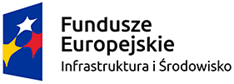 Fundusze
Europejskie
Infrastruktura i Środowisko